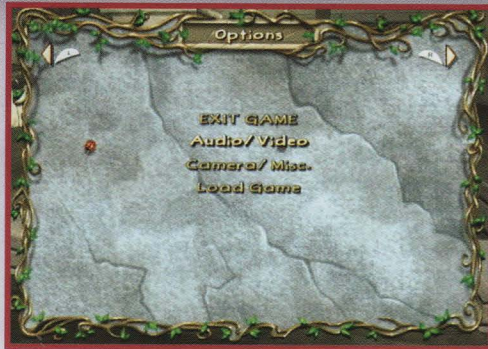 Options
EXIT GAME
Audio/ Video
Camera/ Misc.
Load Game